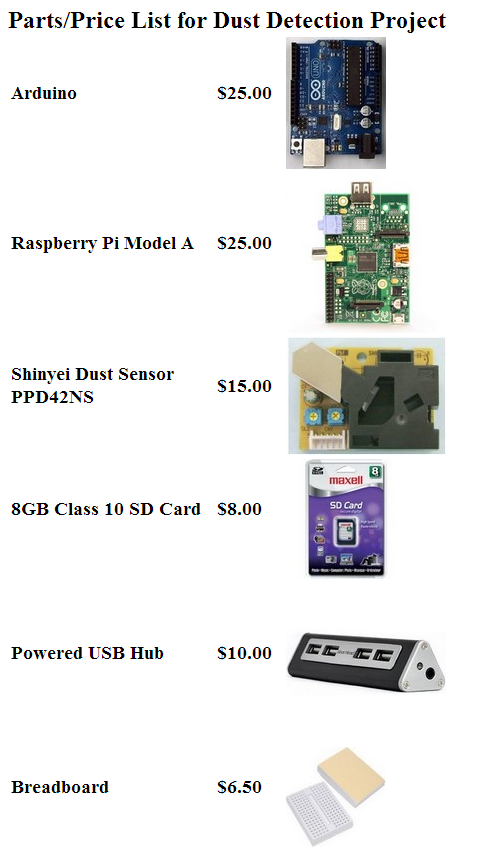 Parts/Price List for Dust Detection Project
Arduino $25.00
UNO
Raspberry Pi Model A $25.00
Shinyei Dust Sensor
PPD42NS $15.00
8GB Class 10 SD Card $8.00
8
maxell
SD Card
Powered USB Hub $10.00
Breadboard $6.50